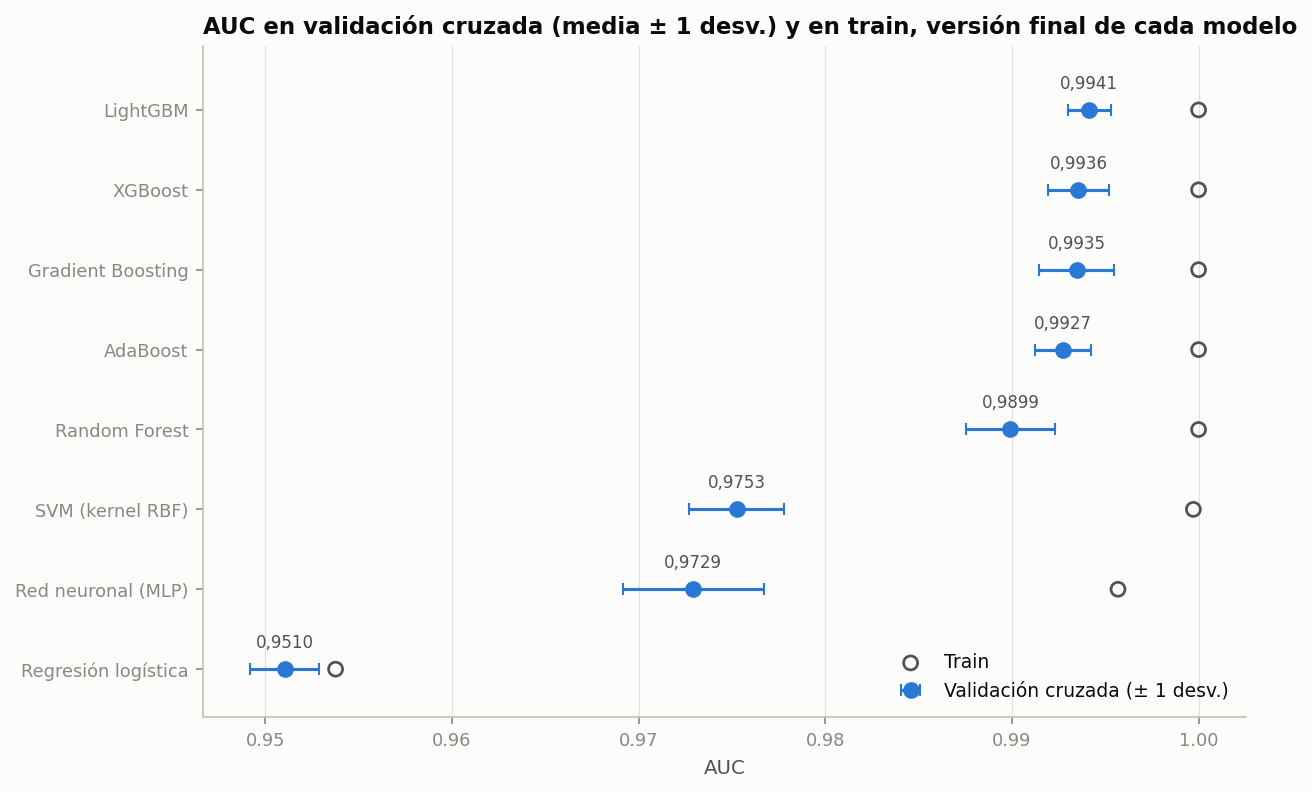 AUC en validación cruzada (media ± 1 desv.) y en train, versión final de cada modelo
LightGBM
0,9941
XGBoost
0,9936
Gradient Boosting
0,9935
AdaBoost
0,9927
Random Forest
0,9899
SVM (kernel RBF)
0,9753
Red neuronal (MLP)
0,9729
Regresión logística
0,9510
Train
Validación cruzada (± 1 desv.)
0.95 0.96 0.97 0.98 0.99 1.00
AUC